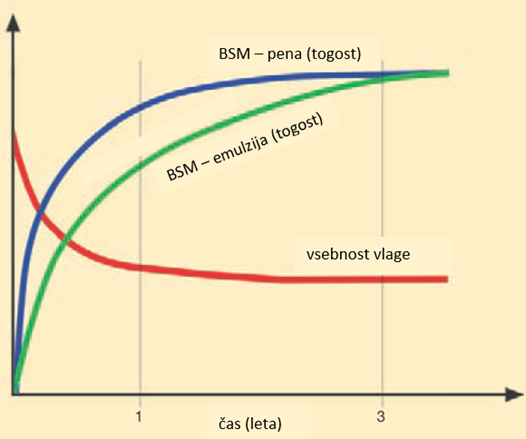 BSM – pena (togost)
BSM – emulzija (togost)
vsebnost vlage
1
3
čas (leta)